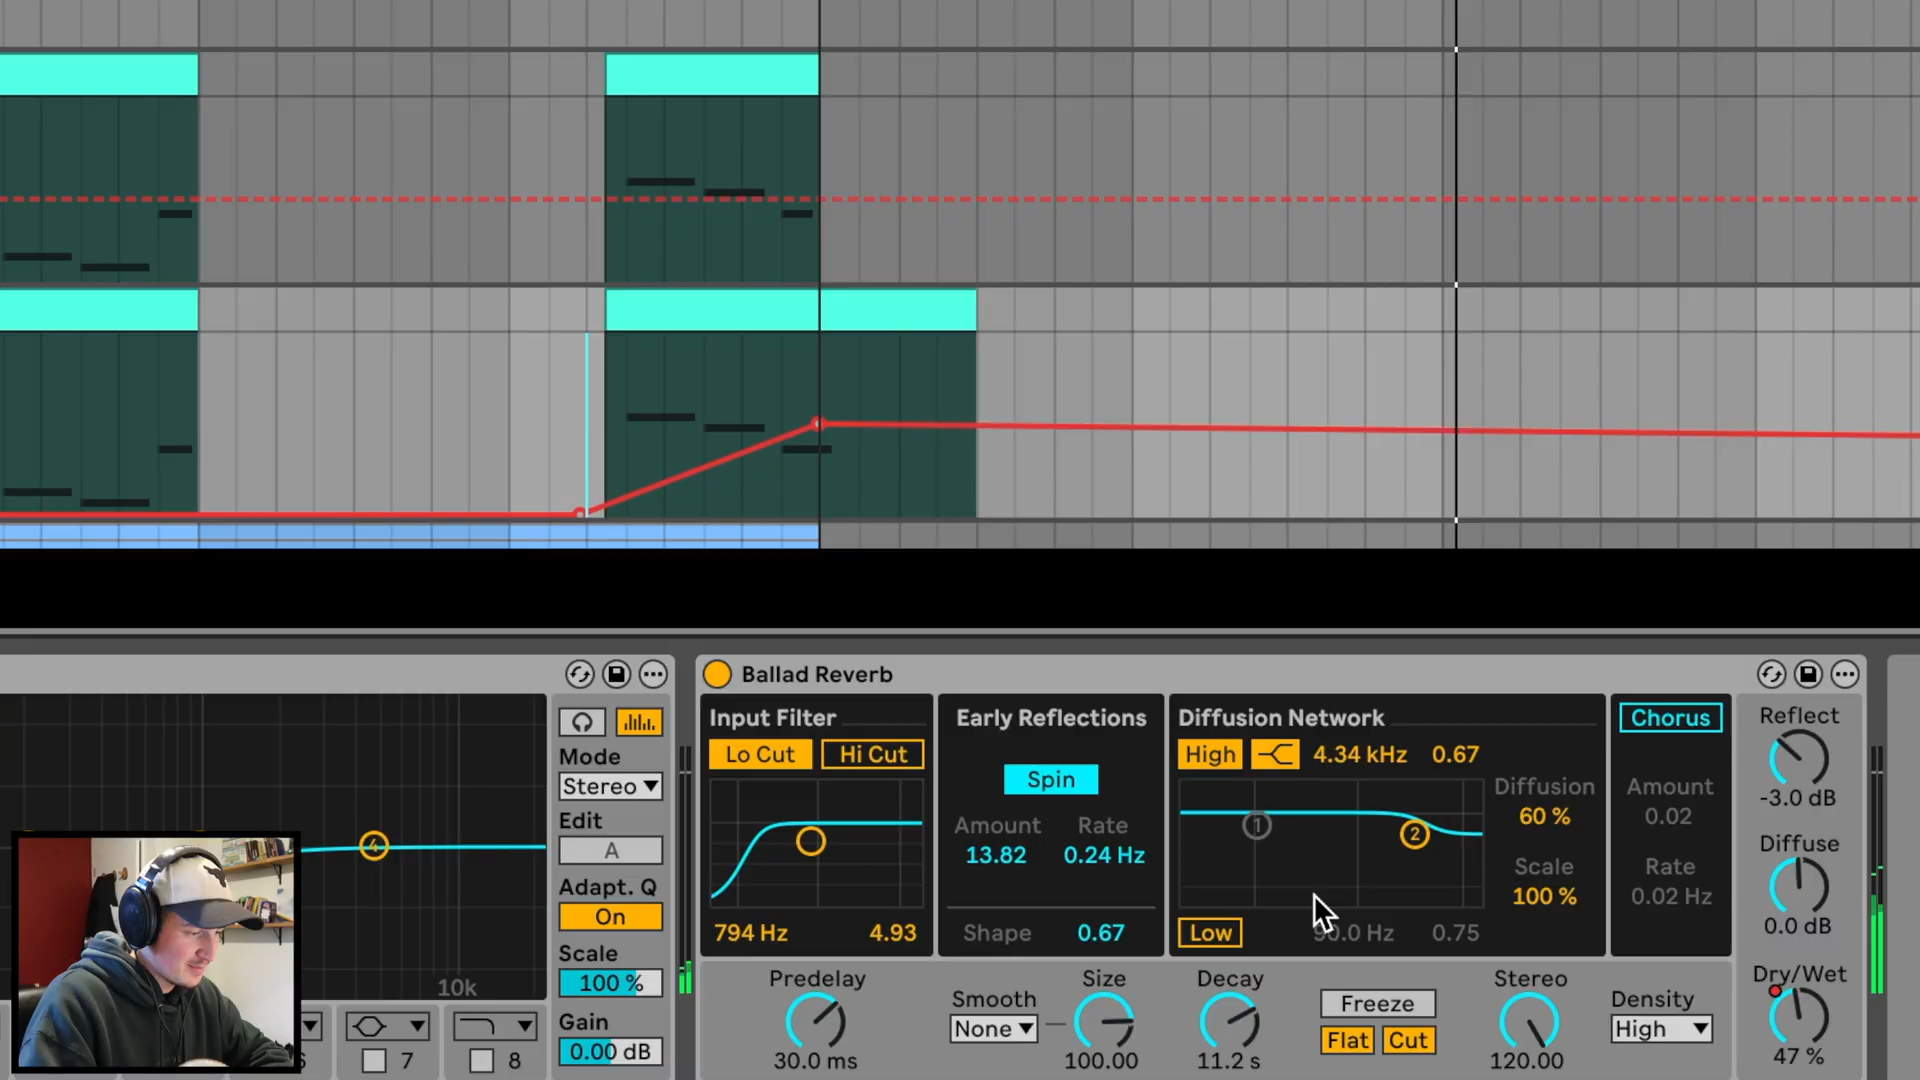 Ballad Reverb
Mode
Stereo
Edit
A
Adapt. Q
On
Scale
100 %
Gain
0.00 dB
4
10k
6
7
8
Input Filter
Lo Cut
Hi Cut
794 Hz
4.93
Early Reflections
Spin
Amount
Rate
13.82
0.24 Hz
Shape
0.67
Diffusion Network
High
4.34 kHz
0.67
1
2
Diffusion
60 %
Scale
100 %
Low
90.0 Hz
0.75
Chorus
Amount
0.02
Rate
0.02 Hz
Reflect
-3.0 dB
Diffuse
0.0 dB
Dry/Wet
47 %
Predelay
30.0 ms
Smooth
None
Size
100.00
Decay
11.2 s
Freeze
Flat
Cut
Stereo
120.00
Density
High